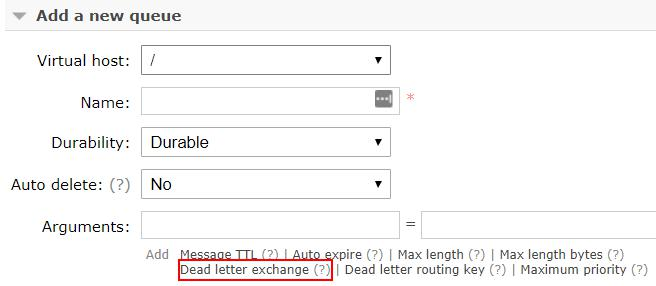 Add a new queue
Virtual host: /
Name: *
Durability: Durable
Auto delete: (?) No
Arguments: =
Add Message TTL (?) | Auto expire (?) | Max length (?) | Max length bytes (?)
Dead letter exchange (?) | Dead letter routing key (?) | Maximum priority (?)